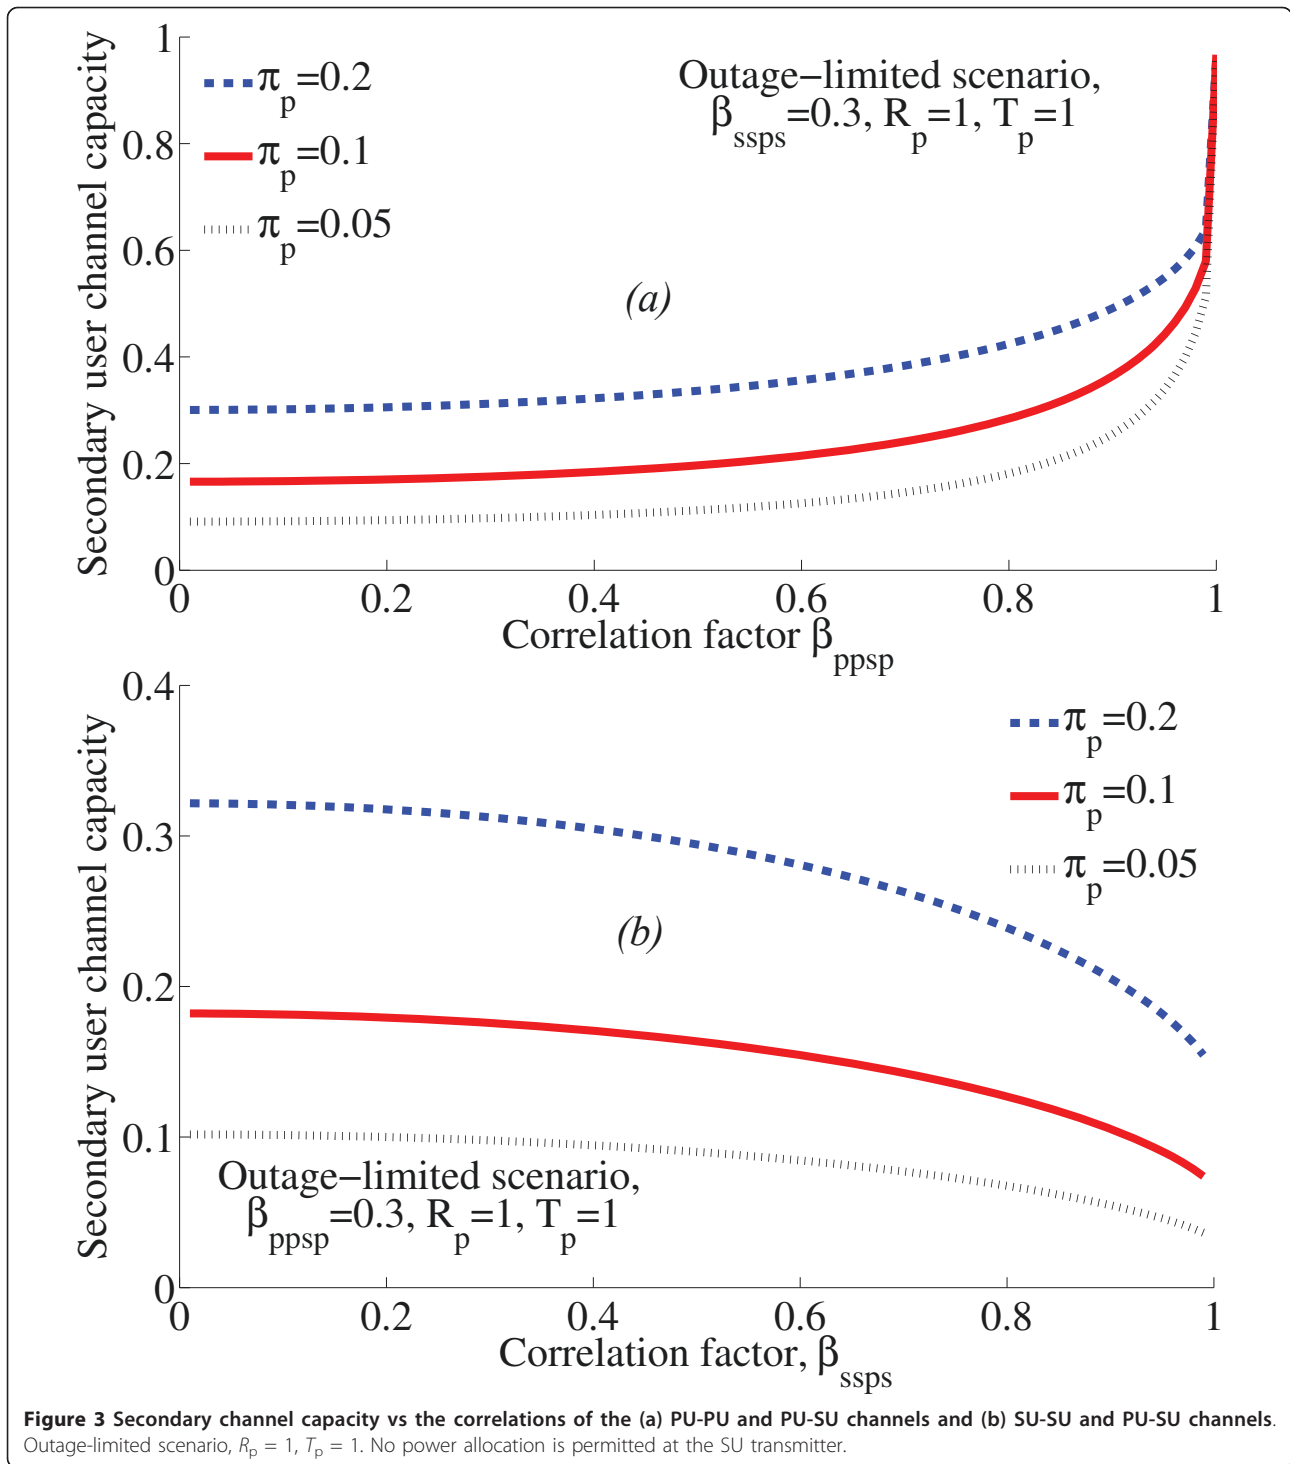 Secondary user channel capacity
1
0.8
0.6
0.4
0.2
0
π_p=0.2
π_p=0.1
π_p=0.05
Outage−limited scenario,
β_ssps=0.3, R_p=1, T_p=1
(a)
0 0.2 0.4 0.6 0.8 1
Correlation factor β_ppsp
Secondary user channel capacity
0.4
0.3
0.2
0.1
0
π_p=0.2
π_p=0.1
π_p=0.05
(b)
Outage−limited scenario,
β_ppsp=0.3, R_p=1, T_p=1
0 0.2 0.4 0.6 0.8 1
Correlation factor, β_ssps
Figure 3 Secondary channel capacity vs the correlations of the (a) PU-PU and PU-SU channels and (b) SU-SU and PU-SU channels.
Outage-limited scenario, R_p = 1, T_p = 1. No power allocation is permitted at the SU transmitter.